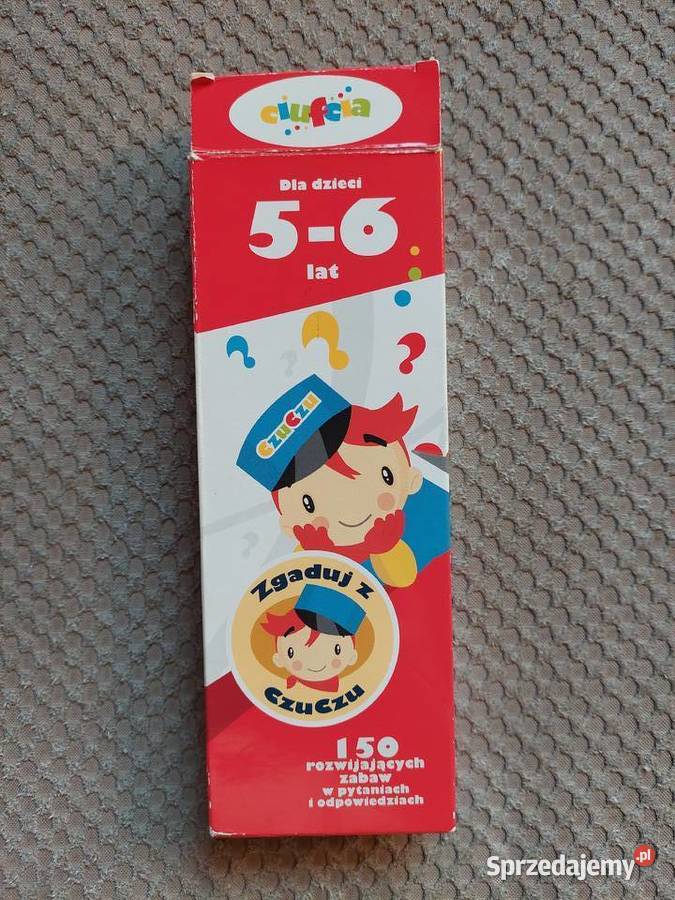 ciufcia
Dla dzieci
5-6
lat
CzuCzu
Zgaduj z
CzuCzu
150
rozwijających
zabaw
w pytaniach
i odpowiedziach
Sprzedajemy.pl